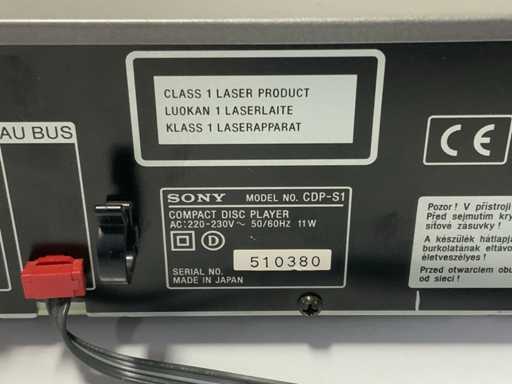 CLASS 1 LASER PRODUCT
LUOKAN 1 LASERLAITE
KLASS 1 LASERAPPARAT
AU BUS
CE
SONY MODEL NO. CDP-S1
COMPACT DISC PLAYER
AC:220-230V～ 50/60Hz 11W
D
SERIAL NO. 510380
MADE IN JAPAN
Pozor! V přístroji
Před sejmutím kry
síťové zásuvky!
A készülék hátlapjá
burkolatának eltávo
életveszélyes!
Przed otwarciem obu
od sieci!